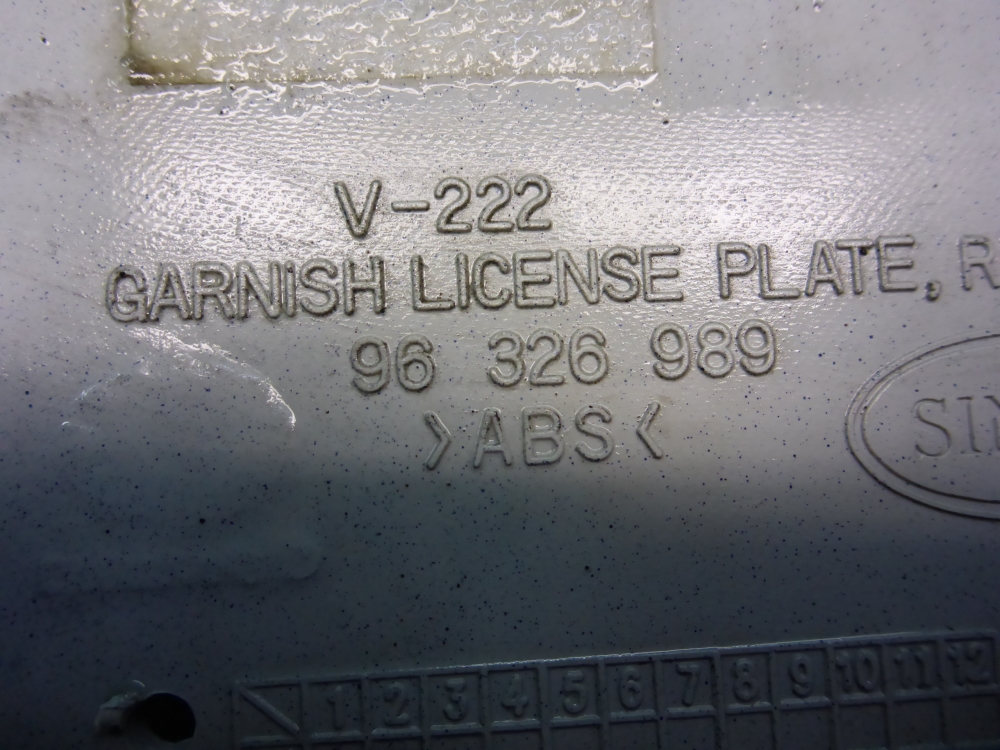 V-222
GARNISH LICENSE PLATE, R
96 326 989
>ABS<
1 2 3 4 5 6 7 8 9 10 11 12